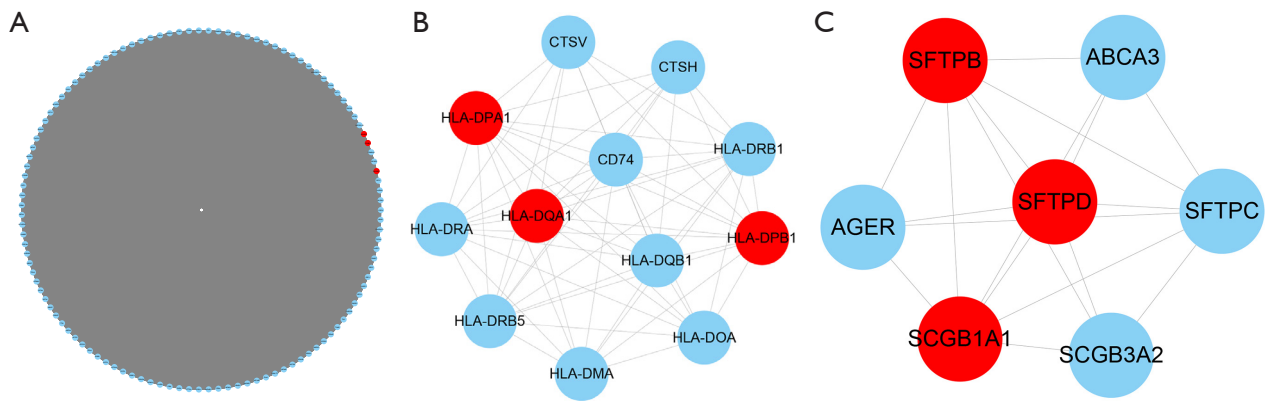 A
B
C
CTSV
CTSH
HLA-DPA1
HLA-DRB1
CD74
HLA-DQA1
HLA-DRA
HLA-DPB1
HLA-DQB1
HLA-DRB5
HLA-DOA
HLA-DMA
SFTPB
ABCA3
SFTPD
SFTPC
AGER
SCGB1A1
SCGB3A2